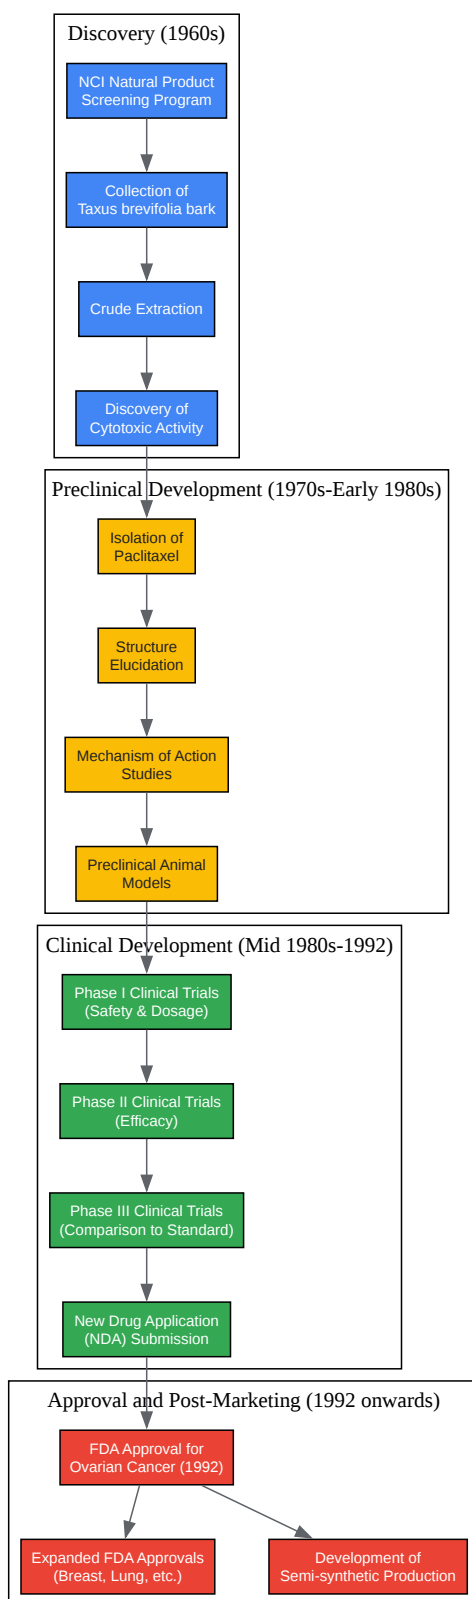 Discovery (1960s)
NCI Natural Product
Screening Program
Collection of
Taxus brevifolia bark
Crude Extraction
Discovery of
Cytotoxic Activity
Preclinical Development (1970s-Early 1980s)
Isolation of
Paclitaxel
Structure
Elucidation
Mechanism of Action
Studies
Preclinical Animal
Models
Clinical Development (Mid 1980s-1992)
Phase I Clinical Trials
(Safety & Dosage)
Phase II Clinical Trials
(Efficacy)
Phase III Clinical Trials
(Comparison to Standard)
New Drug Application
(NDA) Submission
Approval and Post-Marketing (1992 onwards)
FDA Approval for
Ovarian Cancer (1992)
Expanded FDA Approvals
(Breast, Lung, etc.)
Development of
Semi-synthetic Production